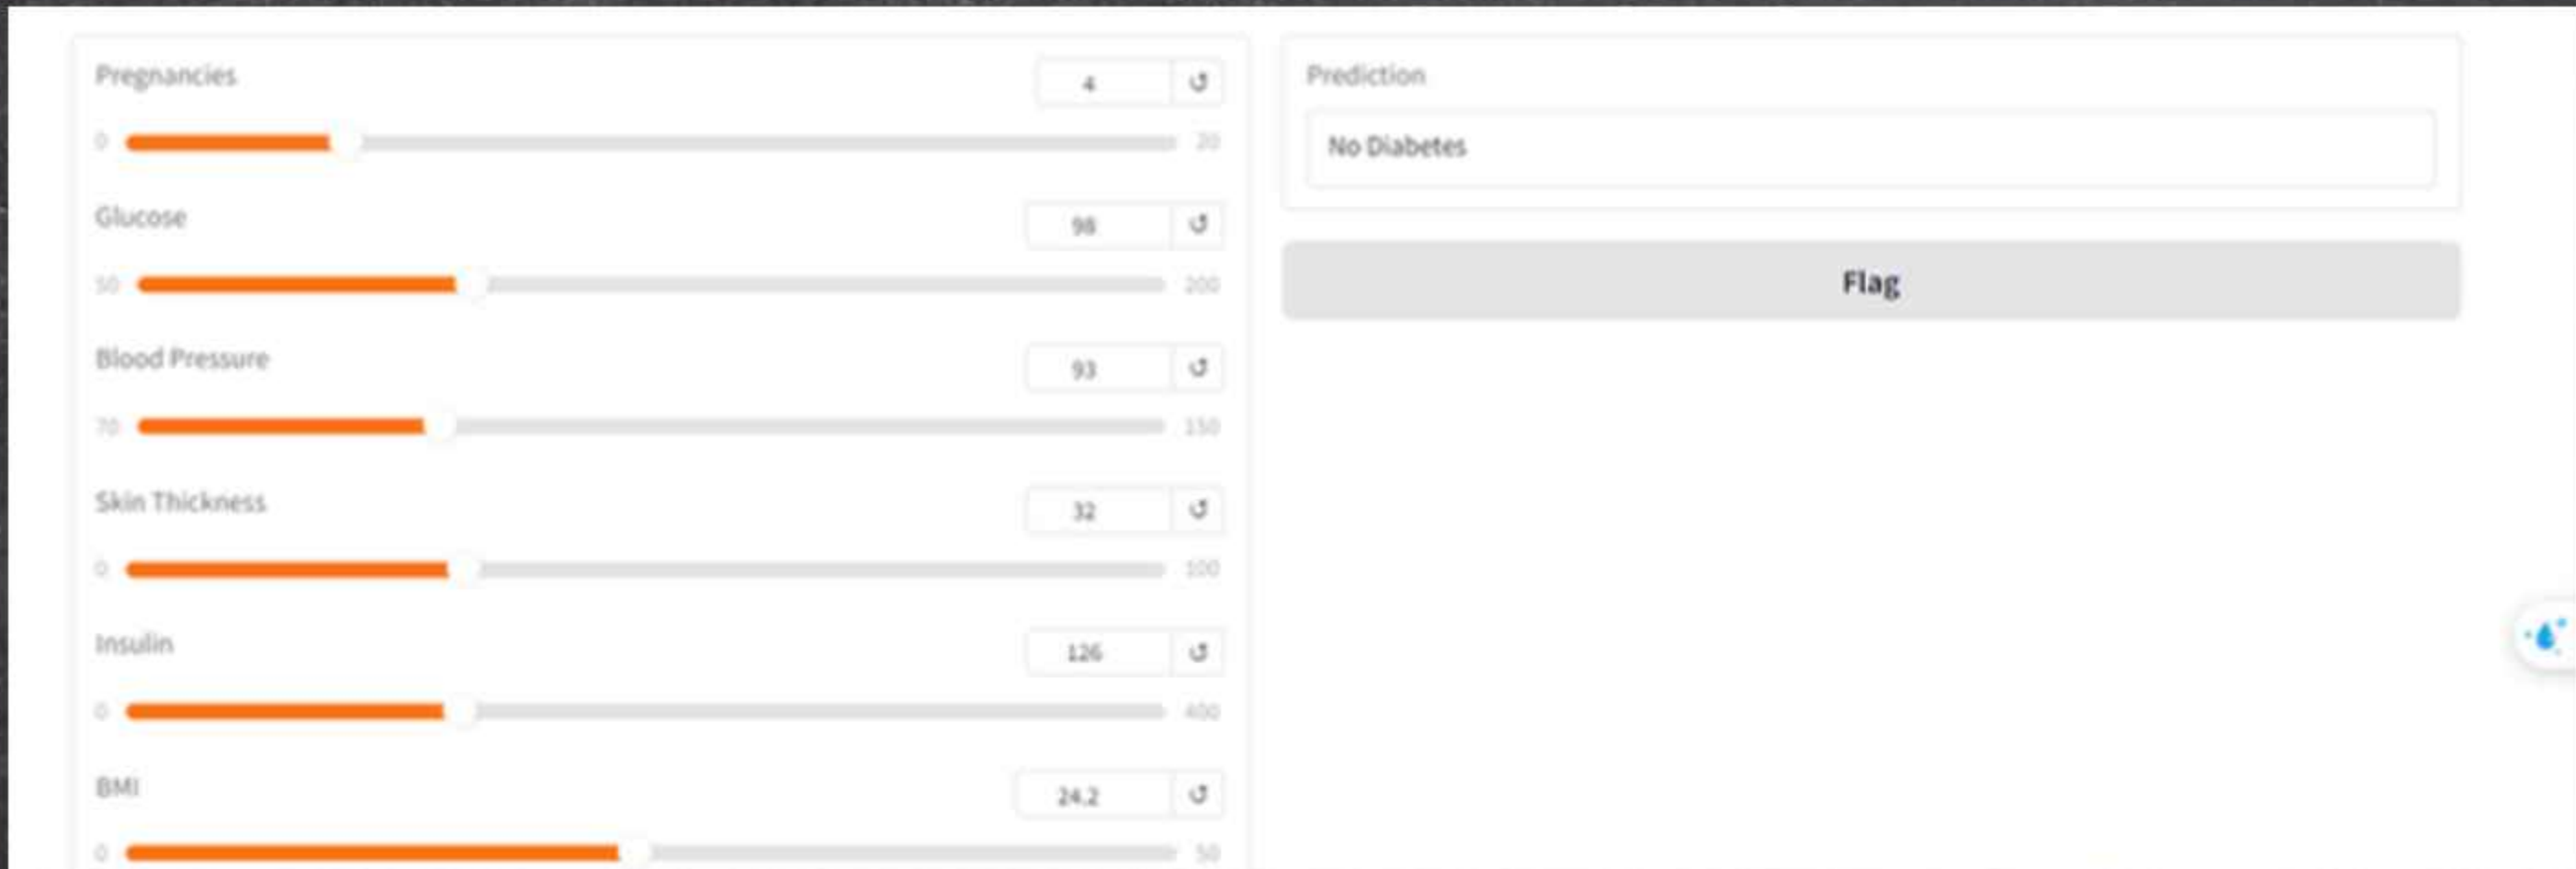 Pregnancies
4
0
20
Glucose
98
50
200
Blood Pressure
93
70
150
Skin Thickness
32
0
100
Insulin
126
0
400
BMI
24.2
0
50
Prediction
No Diabetes
Flag